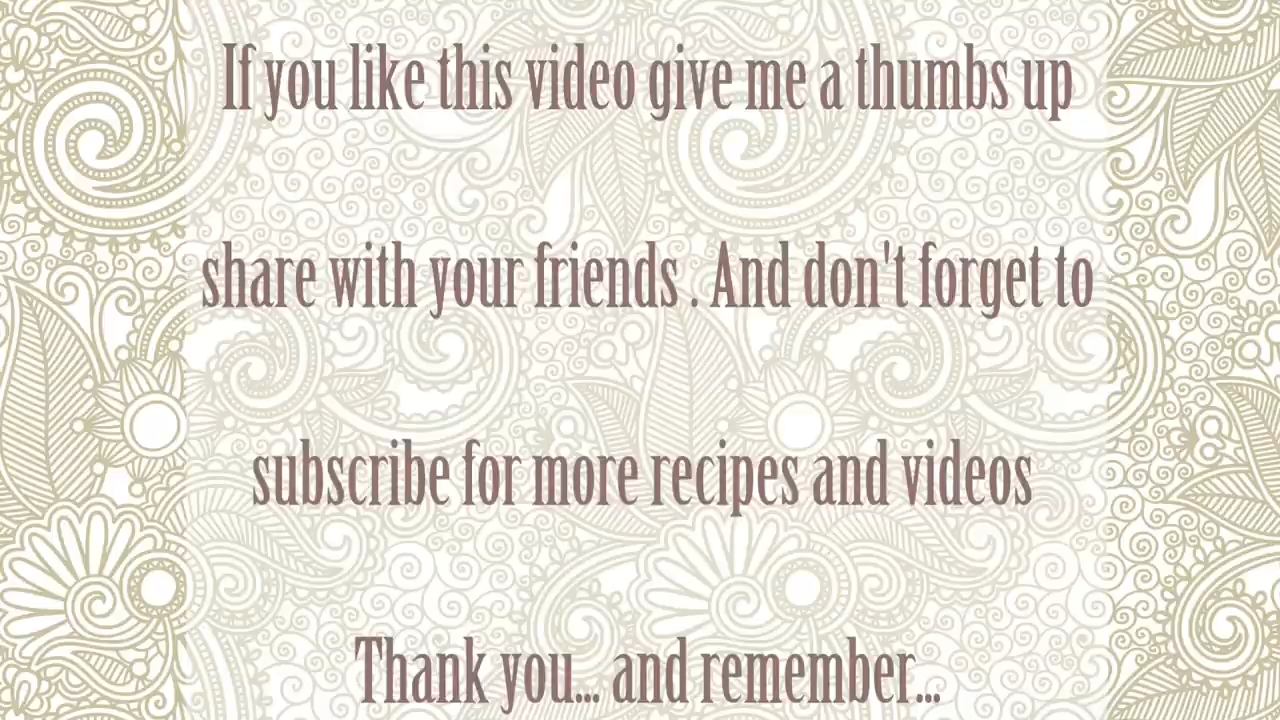 If you like this video give me a thumbs up
share with your friends . And don't forget to
subscribe for more recipes and videos
Thank you... and remember...